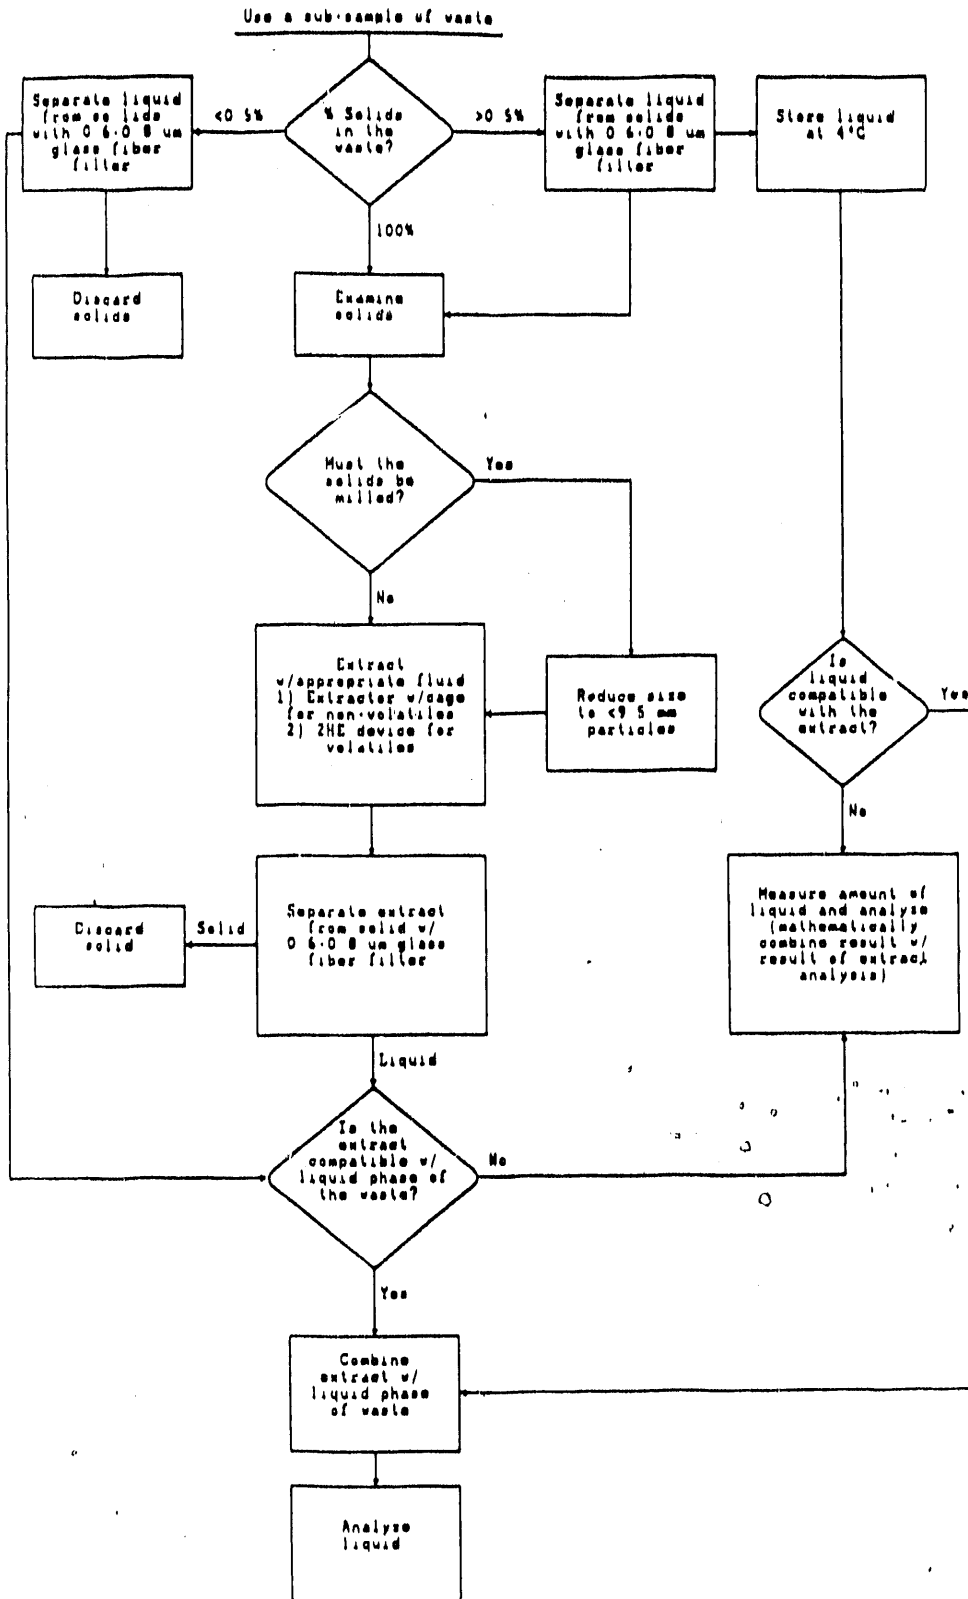 Use a sub-sample of waste
Separate liquid
from solids
with 0.6-0.8 um
glass fiber
filter
<0.5%
% Solids
in the
waste?
>0.5%
Separate liquid
from solids
with 0.6-0.8 um
glass fiber
filter
Store liquid
at 4°C
100%
Discard
solids
Examine
solids
Must the
solids be
milled?
Yes
No
Extract
w/appropriate fluid
1) Extractor w/cage
for non-volatiles
2) ZHE device for
volatiles
Reduce size
to <9.5 mm
particles
Is
liquid
compatible
with the
extract?
Yes
No
Discard
solid
Solid
Separate extract
from solid w/
0.6-0.8 um glass
fiber filter
Measure amount of
liquid and analyze
(mathematically
combine result w/
result of extract
analysis)
Liquid
Is the
extract
compatible w/
liquid phase of
the waste?
No
Yes
Combine
extract w/
liquid phase
of waste
Analyze
liquid